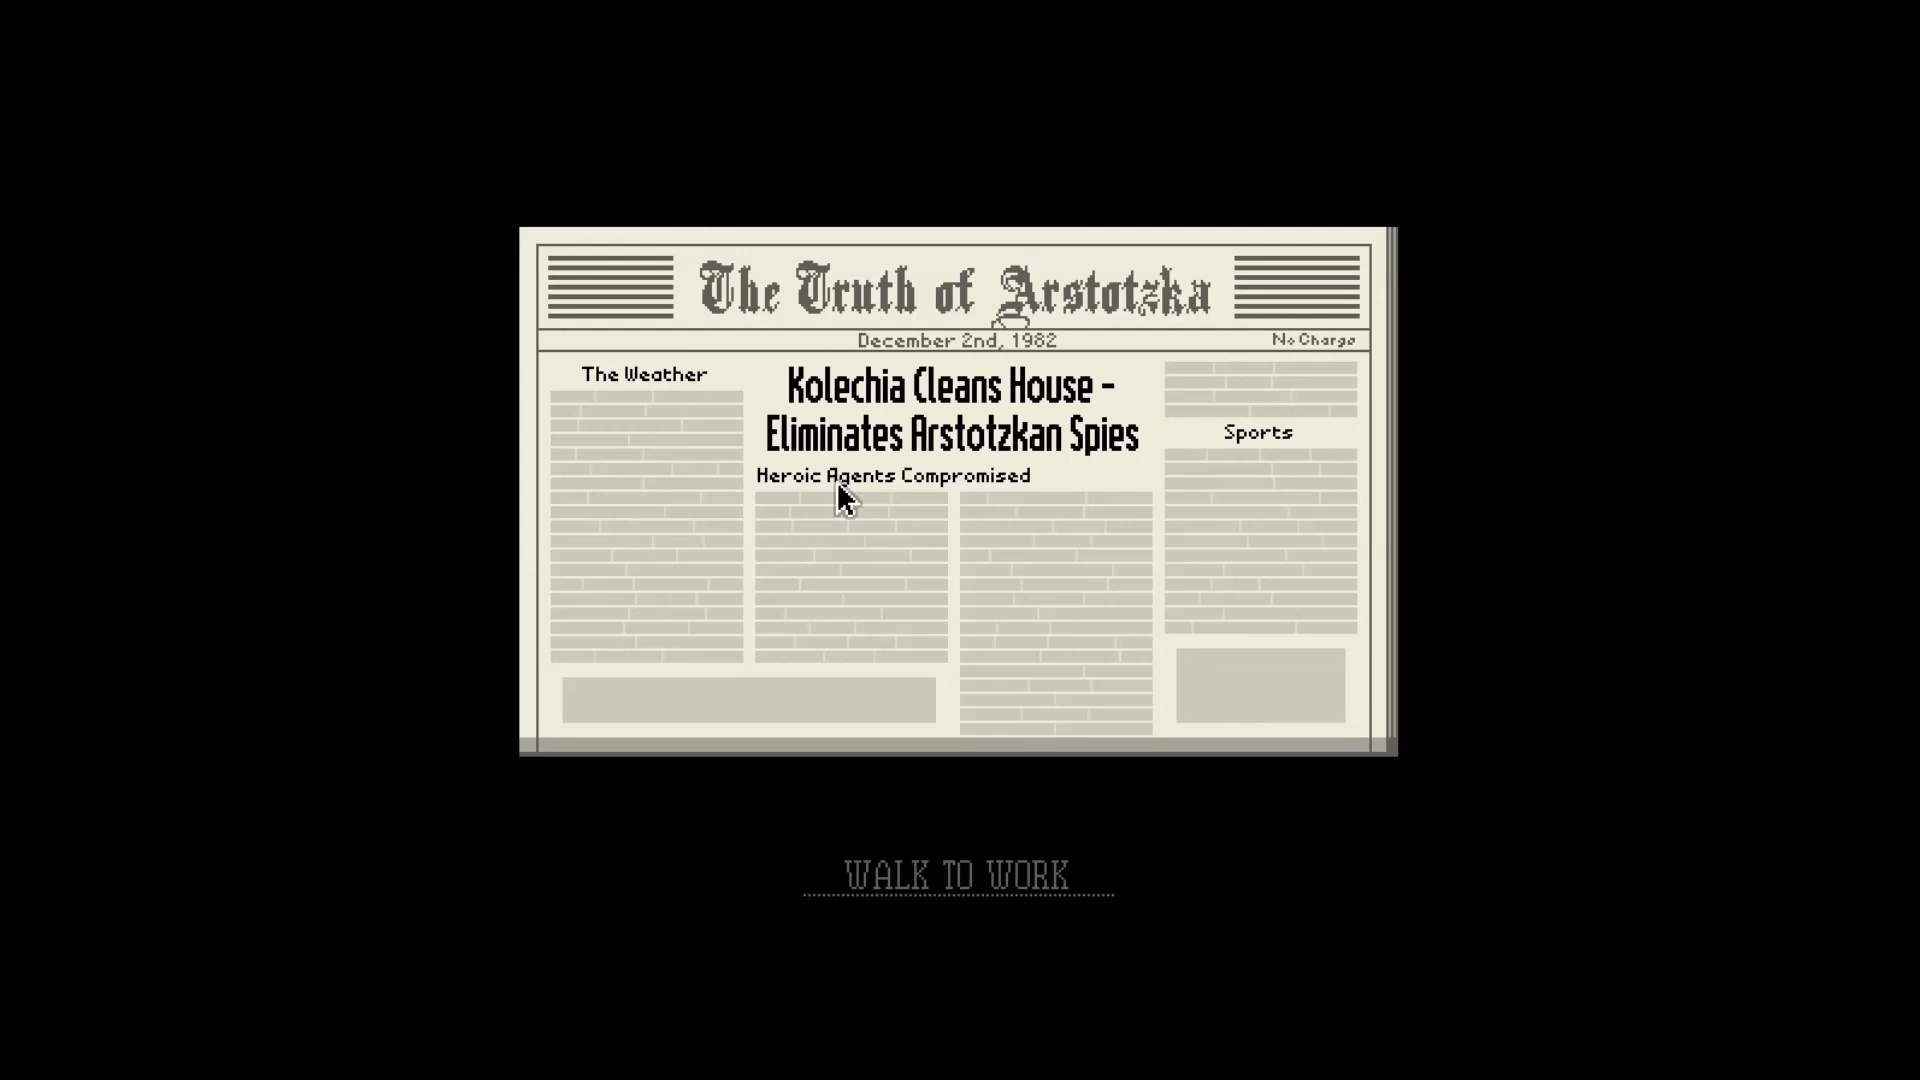 The Truth of Arstotzka
December 2nd, 1982
No Charge
The Weather
Kolechia Cleans House -
Eliminates Arstotzkan Spies
Heroic Agents Compromised
Sports
WALK TO WORK